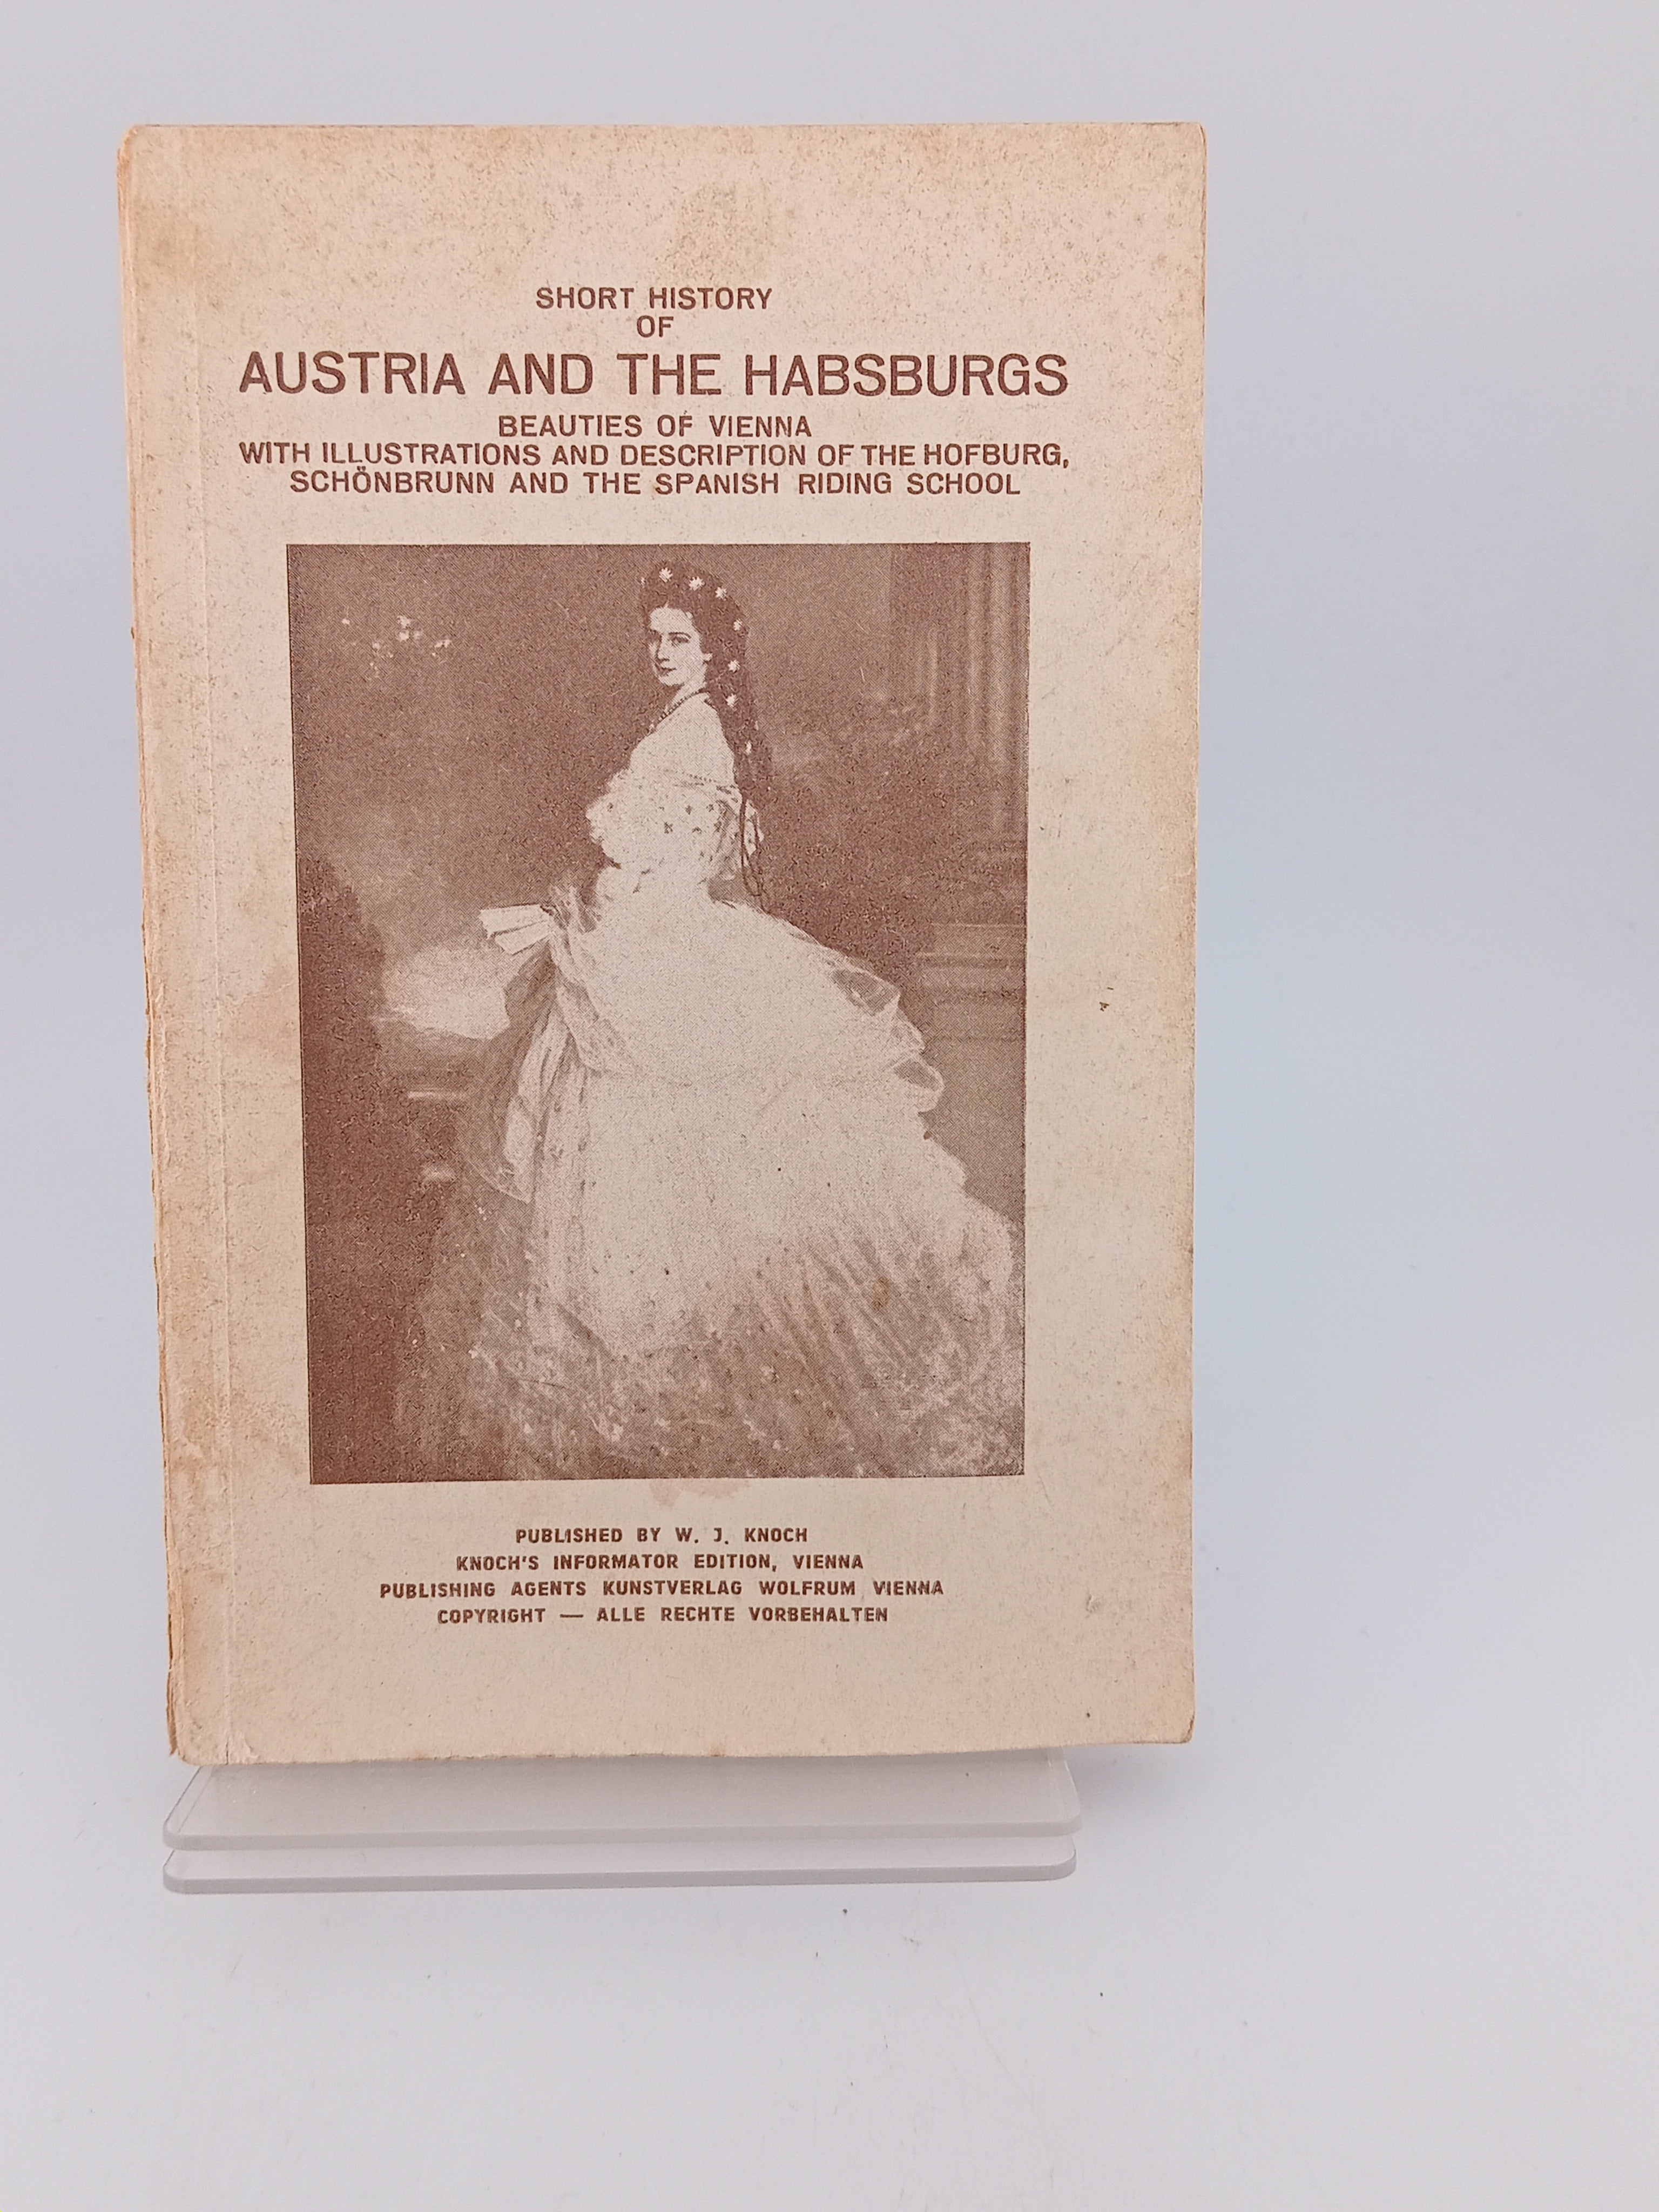 SHORT HISTORY
OF
AUSTRIA AND THE HABSBURGS
BEAUTIES OF VIENNA
WITH ILLUSTRATIONS AND DESCRIPTION OF THE HOFBURG,
SCHÖNBRUNN AND THE SPANISH RIDING SCHOOL
PUBLISHED BY W. J. KNOCH
KNOCH'S INFORMATOR EDITION, VIENNA
PUBLISHING AGENTS KUNSTVERLAG WOLFRUM VIENNA
COPYRIGHT — ALLE RECHTE VORBEHALTEN